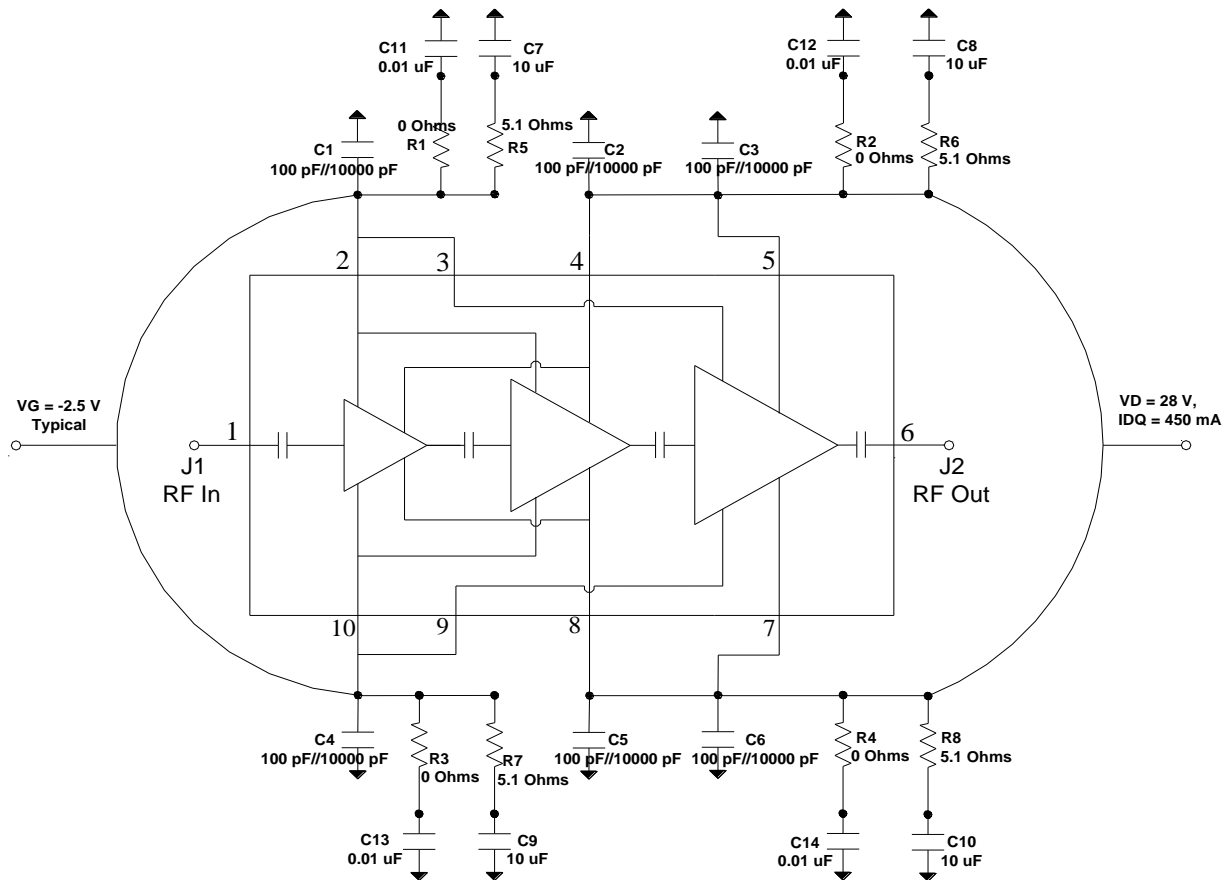 C11
0.01 uF
C7
10 uF
C12
0.01 uF
C8
10 uF
0 Ohms
R1
5.1 Ohms
R5
R2
0 Ohms
R6
5.1 Ohms
C1
100 pF//10000 pF
C2
100 pF//10000 pF
C3
100 pF//10000 pF
2
3
4
5
VG = -2.5 V
Typical
1
J1
RF In
6
J2
RF Out
VD = 28 V,
IDQ = 450 mA
10
9
8
7
C4
100 pF//10000 pF
R3
0 Ohms
R7
5.1 Ohms
C5
100 pF//10000 pF
C6
100 pF//10000 pF
R4
0 Ohms
R8
5.1 Ohms
C13
0.01 uF
C9
10 uF
C14
0.01 uF
C10
10 uF